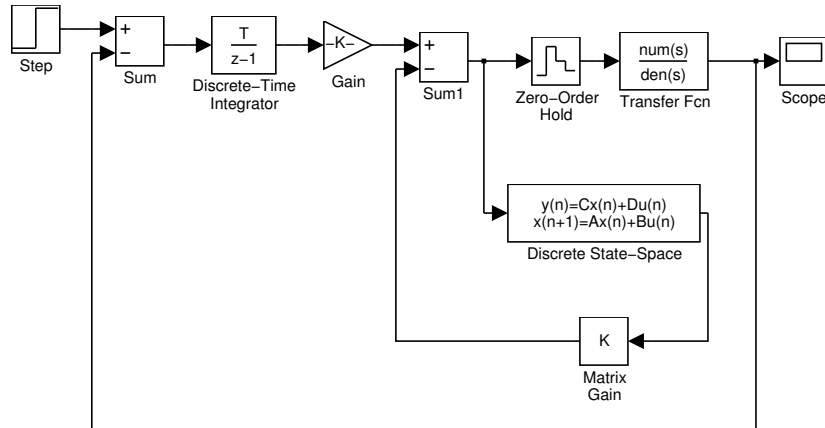 +
−
Step
Sum
T
z−1
Discrete−Time
Integrator
−K−
Gain
+
−
Sum1
Zero−Order
Hold
num(s)
den(s)
Transfer Fcn
Scope
y(n)=Cx(n)+Du(n)
x(n+1)=Ax(n)+Bu(n)
Discrete State−Space
K
Matrix
Gain